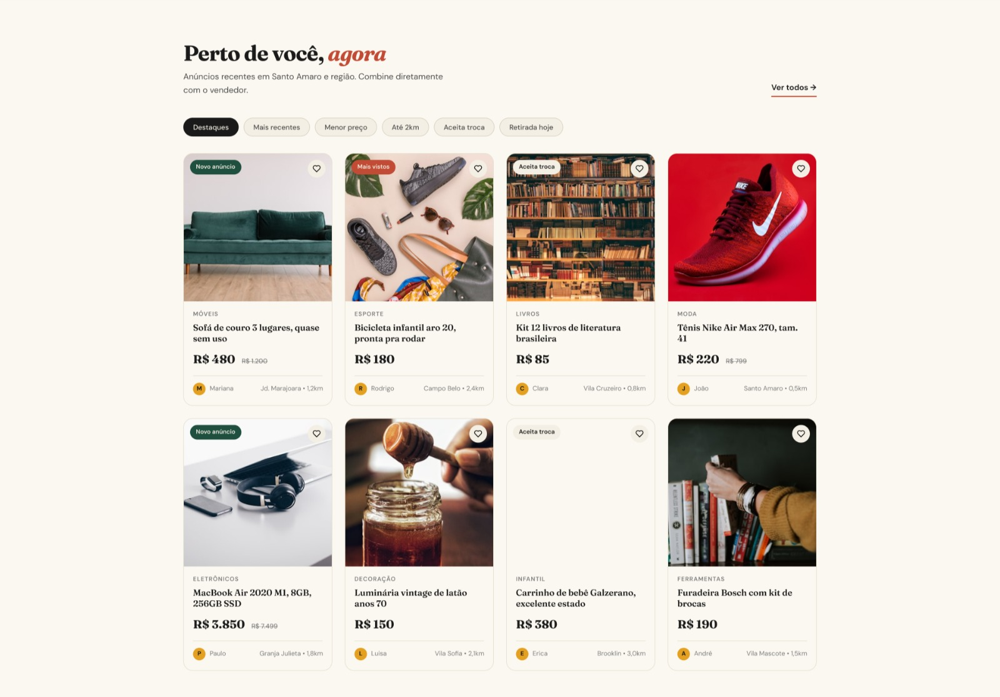 Perto de você, agora
Anúncios recentes em Santo Amaro e região. Combine diretamente
com o vendedor.
Ver todos →
Destaques
Mais recentes
Menor preço
Até 2km
Aceita troca
Retirada hoje
Novo anúncio
MÓVEIS
Sofá de couro 3 lugares, quase
sem uso
R$ 480 R$ 1.200
M Mariana Jd. Marajoara • 1,2km
Mais vistos
ESPORTE
Bicicleta infantil aro 20,
pronta pra rodar
R$ 180
R Rodrigo Campo Belo • 2,4km
Aceita troca
LIVROS
Kit 12 livros de literatura
brasileira
R$ 85
C Clara Vila Cruzeiro • 0,8km
NIKE
MODA
Tênis Nike Air Max 270, tam.
41
R$ 220 R$ 799
J João Santo Amaro • 0,5km
Novo anúncio
ELETRÔNICOS
MacBook Air 2020 M1, 8GB,
256GB SSD
R$ 3.850 R$ 7.499
P Paulo Granja Julieta • 1,8km
DECORAÇÃO
Luminária vintage de latão
anos 70
R$ 150
L Luisa Vila Sofia • 2,1km
Aceita troca
INFANTIL
Carrinho de bebê Galzerano,
excelente estado
R$ 380
E Erica Brooklin • 3,0km
FERRAMENTAS
Furadeira Bosch com kit de
brocas
R$ 190
A André Vila Mascote • 1,5km